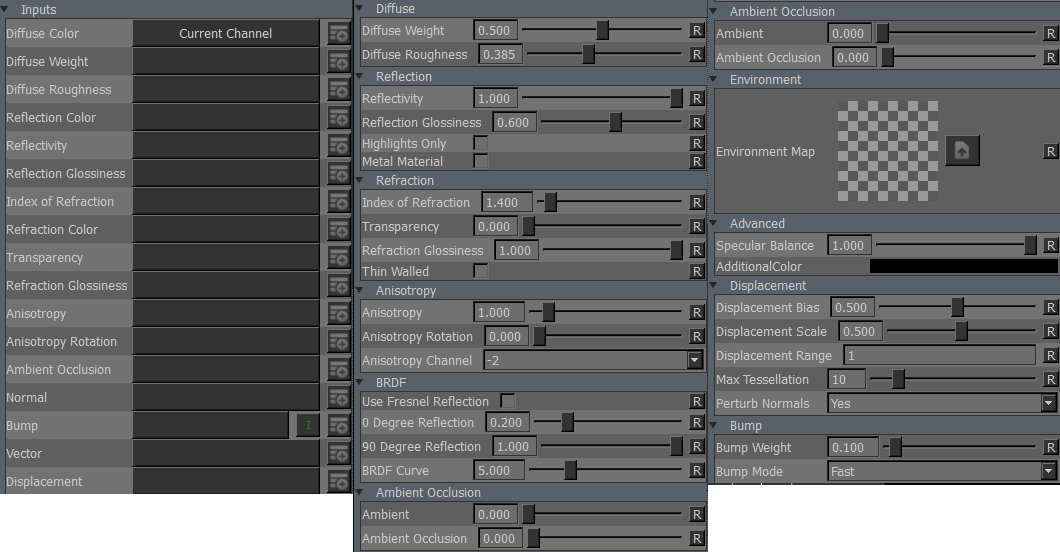 Inputs
Diffuse Color Current Channel
Diffuse Weight
Diffuse Roughness
Reflection Color
Reflectivity
Reflection Glossiness
Index of Refraction
Refraction Color
Transparency
Refraction Glossiness
Anisotropy
Anisotropy Rotation
Ambient Occlusion
Normal
Bump I
Vector
Displacement
Diffuse
Diffuse Weight 0.500 R
Diffuse Roughness 0.385 R
Reflection
Reflectivity 1.000 R
Reflection Glossiness 0.600 R
Highlights Only R
Metal Material R
Refraction
Index of Refraction 1.400 R
Transparency 0.000 R
Refraction Glossiness 1.000 R
Thin Walled R
Anisotropy
Anisotropy 1.000 R
Anisotropy Rotation 0.000 R
Anisotropy Channel -2
BRDF
Use Fresnel Reflection R
0 Degree Reflection 0.200 R
90 Degree Reflection 1.000 R
BRDF Curve 5.000 R
Ambient Occlusion
Ambient 0.000 R
Ambient Occlusion 0.000 R
Ambient Occlusion
Ambient 0.000 R
Ambient Occlusion 0.000 R
Environment
Environment Map R
Advanced
Specular Balance 1.000 R
AdditionalColor
Displacement
Displacement Bias 0.500 R
Displacement Scale 0.500 R
Displacement Range 1 R
Max Tessellation 10 R
Perturb Normals Yes
Bump
Bump Weight 0.100 R
Bump Mode Fast